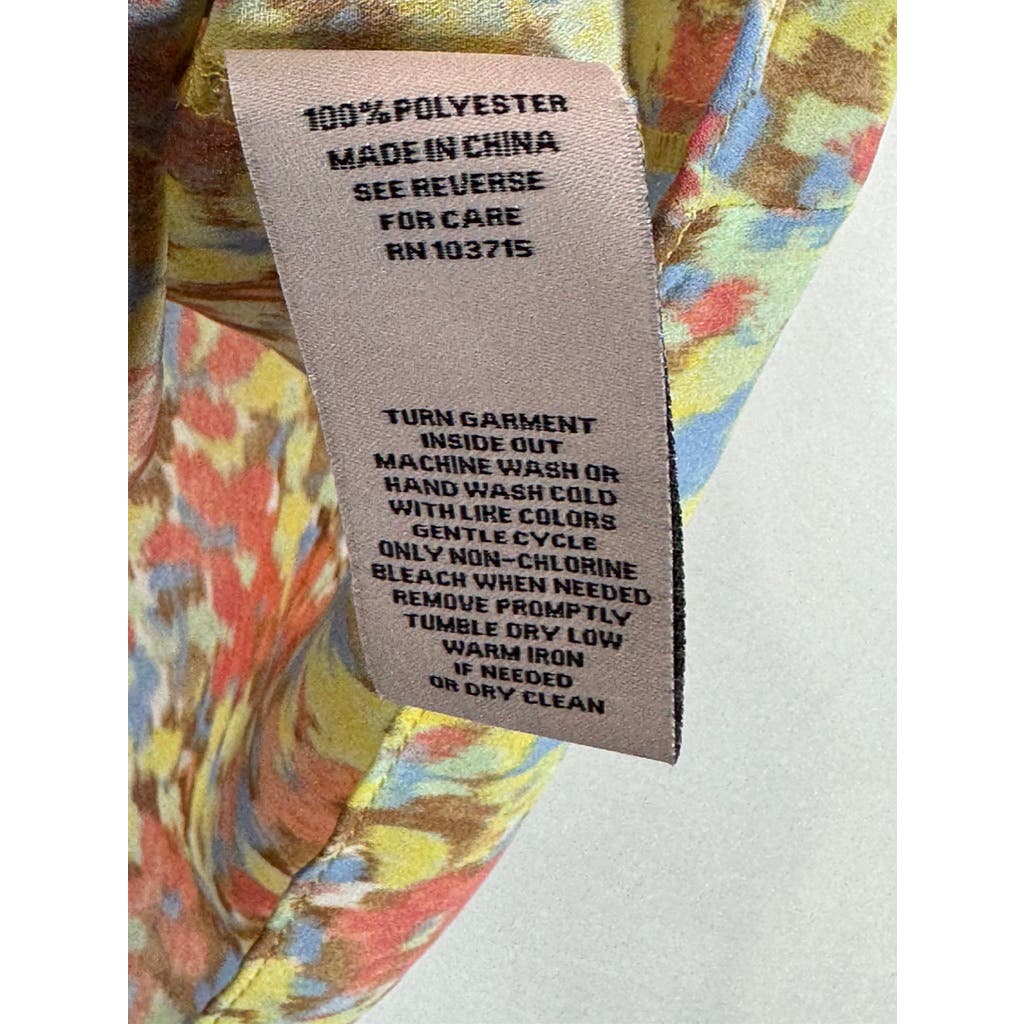 100% POLYESTER
MADE IN CHINA
SEE REVERSE
FOR CARE
RN 103715
TURN GARMENT
INSIDE OUT
MACHINE WASH OR
HAND WASH COLD
WITH LIKE COLORS
GENTLE CYCLE
ONLY NON-CHLORINE
BLEACH WHEN NEEDED
REMOVE PROMPTLY
TUMBLE DRY LOW
WARM IRON
IF NEEDED
OR DRY CLEAN